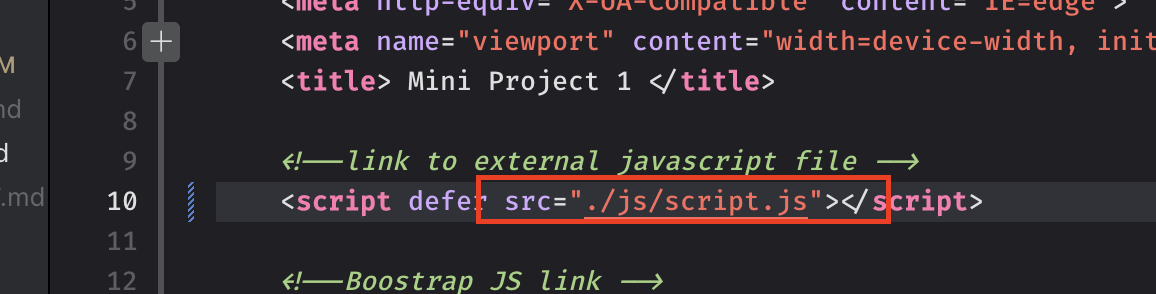 5 <meta http-equiv="X-UA-Compatible" content="IE=edge">
6 <meta name="viewport" content="width=device-width, init
M
7 <title> Mini Project 1 </title>
nd
8
d
9 <!--link to external javascript file -->
.md
10 <script defer src="./js/script.js"></script>
11
12 <!--Boostrap JS link -->